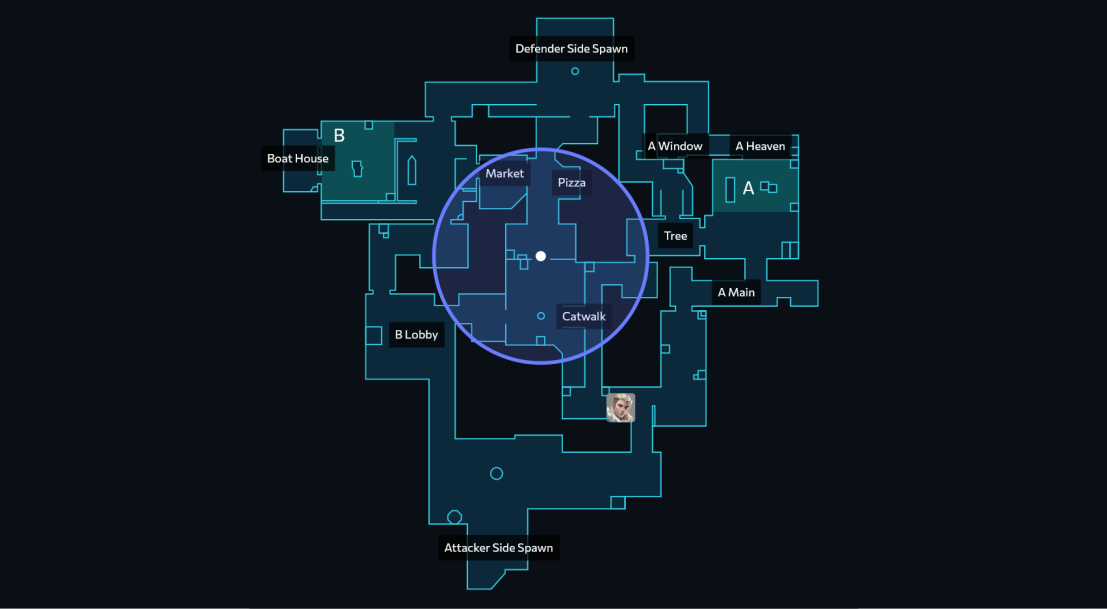 Defender Side Spawn
B
Boat House
Market
Pizza
A Window
A Heaven
A
Tree
A Main
Catwalk
B Lobby
Attacker Side Spawn